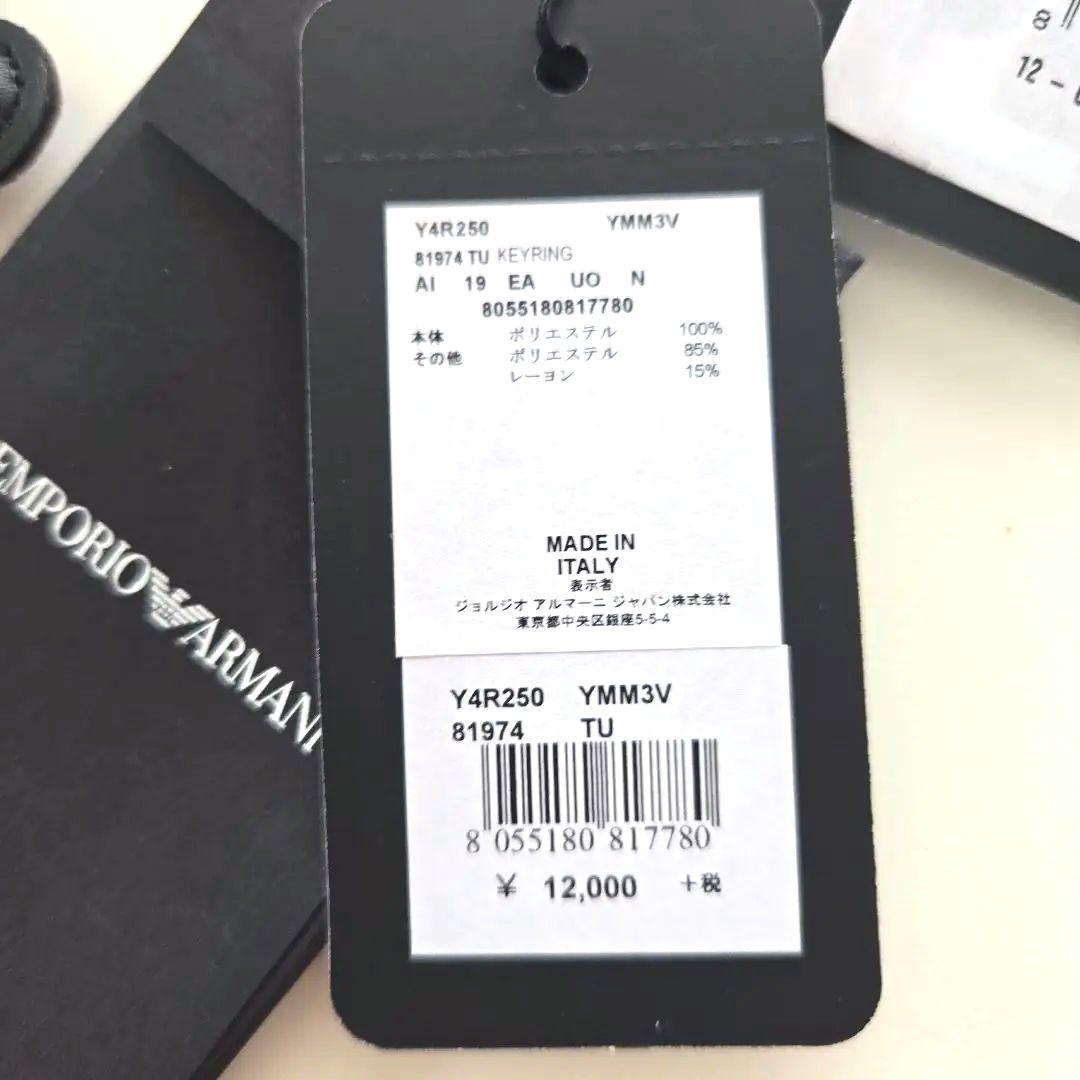 8
12-
EMPORIO ARMANI
Y4R250 YMM3V
81974 TU KEYRING
AI 19 EA UO N
8055180817780
本体 ポリエステル 100%
その他 ポリエステル 85%
レーヨン 15%
MADE IN
ITALY
表示者
ジョルジオ アルマーニ ジャパン株式会社
東京都中央区銀座5-5-4
Y4R250 YMM3V
81974 TU
8 055180 817780
¥ 12,000 +税